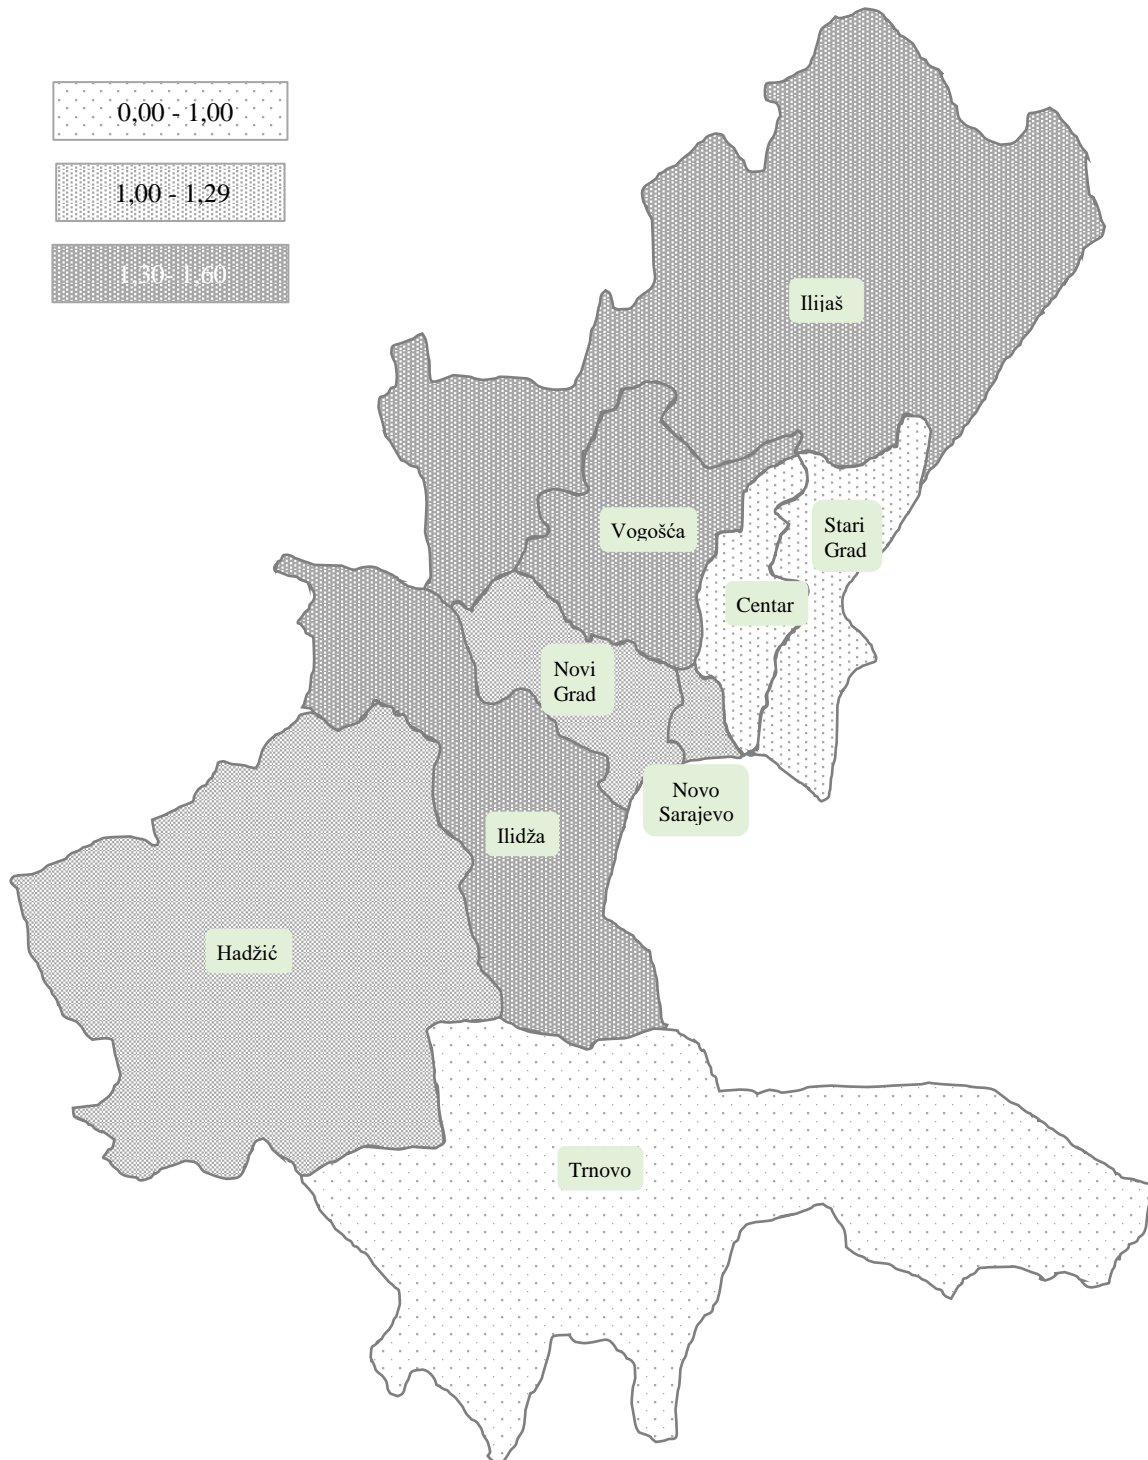 0,00 - 1,00
1,00 - 1,29
1.30- 1,60
Ilijaš
Vogošća
Stari
Grad
Centar
Novi
Grad
Novo
Sarajevo
Ilidža
Hadžić
Trnovo